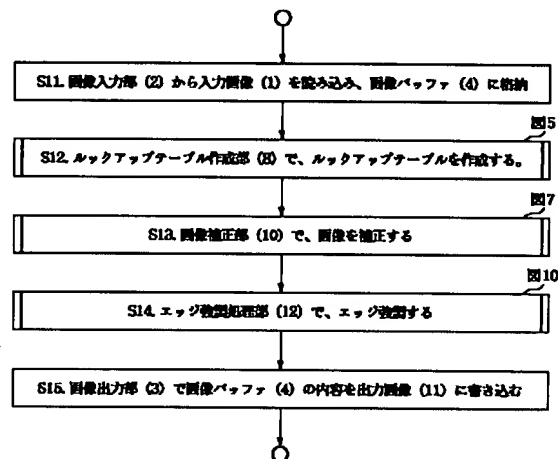 S11. 画像入力部（2）から入力画像（1）を読み込み、画像バッファ（4）に格納
図5
S12. ルックアップテーブル作成部（8）で、ルックアップテーブルを作成する。
図7
S13. 画像補正部（10）で、画像を補正する
図10
S14. エッジ強調処理部（12）で、エッジ強調する
S15. 画像出力部（3）で画像バッファ（4）の内容を出力画像（11）に書き込む